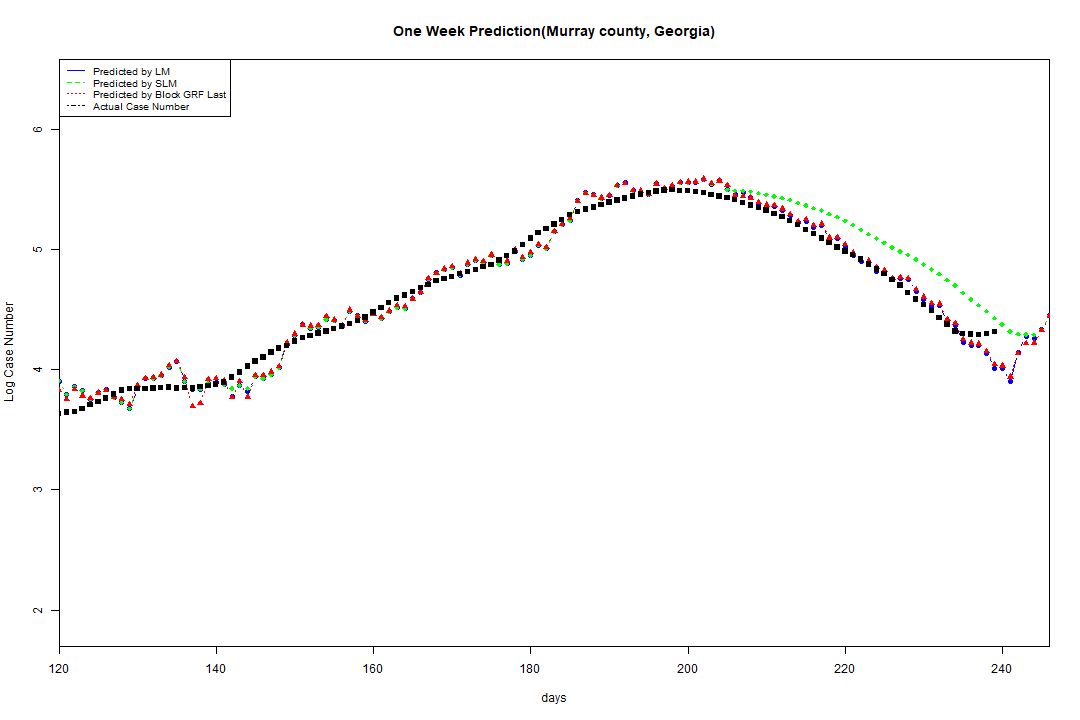 One Week Prediction(Murray county, Georgia)
Predicted by LM
Predicted by SLM
Predicted by Block GRF Last
Actual Case Number
6
5
4
3
2
Log Case Number
120 140 160 180 200 220 240
days